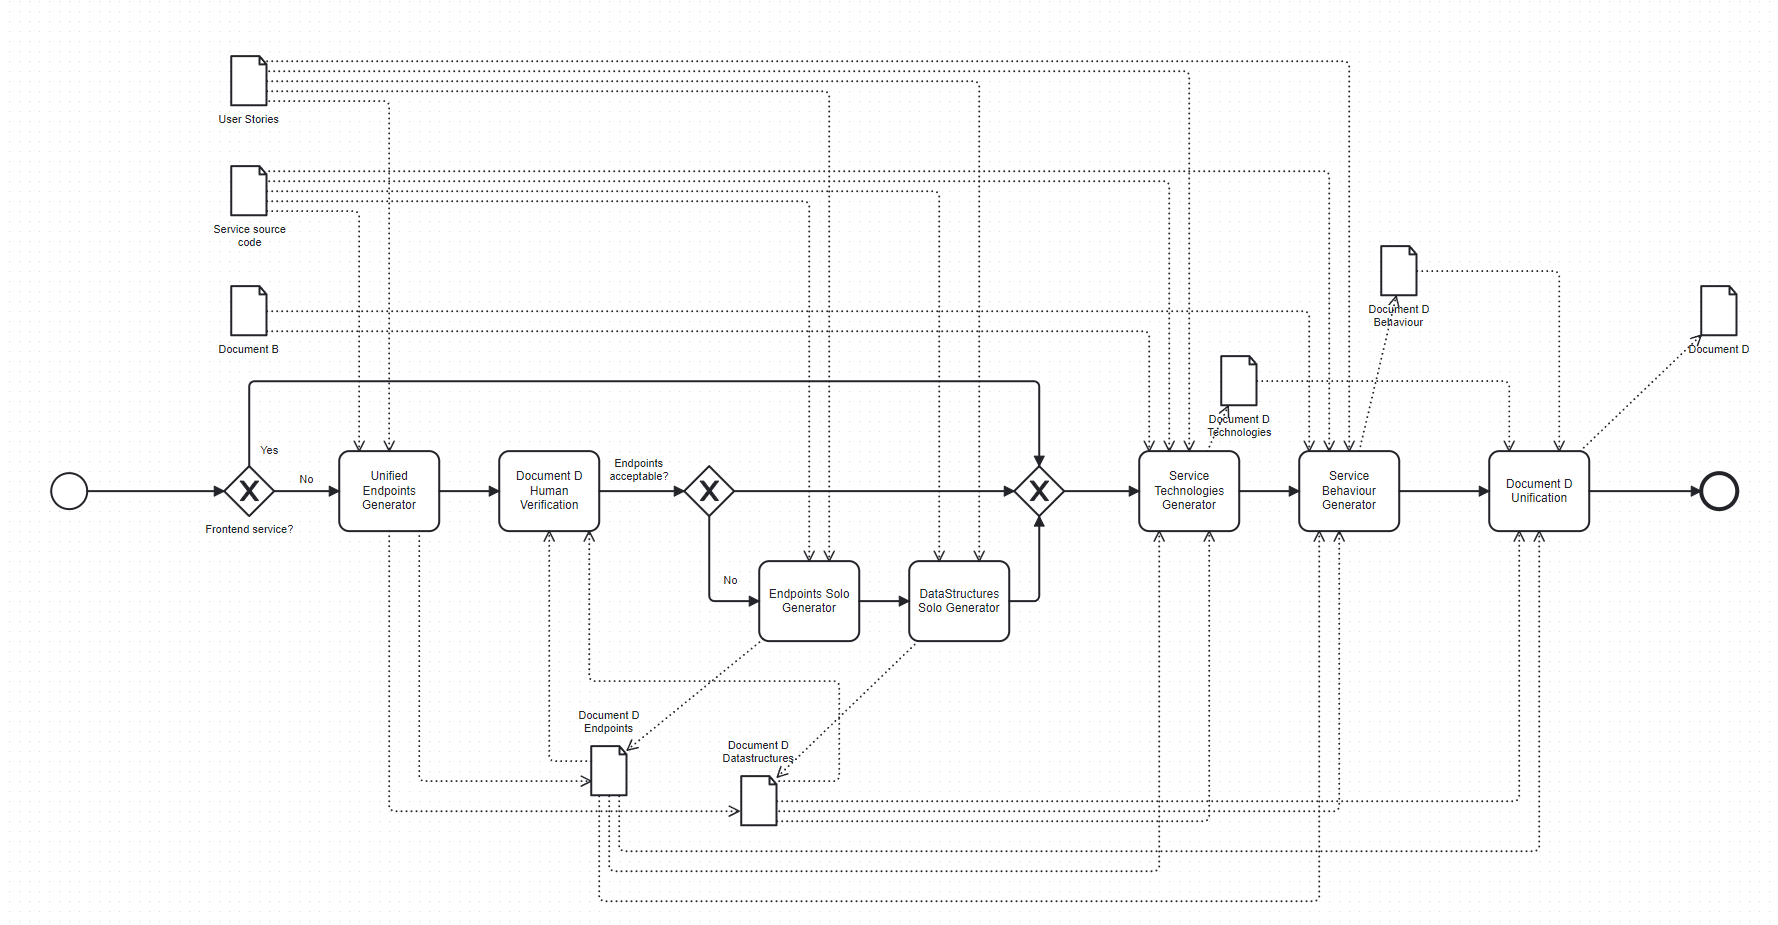 User Stories
Service source
code
Document B
Document D
Behaviour
Document D
Document D
Technologies
Yes
No
Frontend service?
Unified
Endpoints
Generator
Document D
Human
Verification
Endpoints
acceptable?
No
Endpoints Solo
Generator
DataStructures
Solo Generator
Service
Technologies
Generator
Service
Behaviour
Generator
Document D
Unification
Document D
Endpoints
Document D
Datastructures